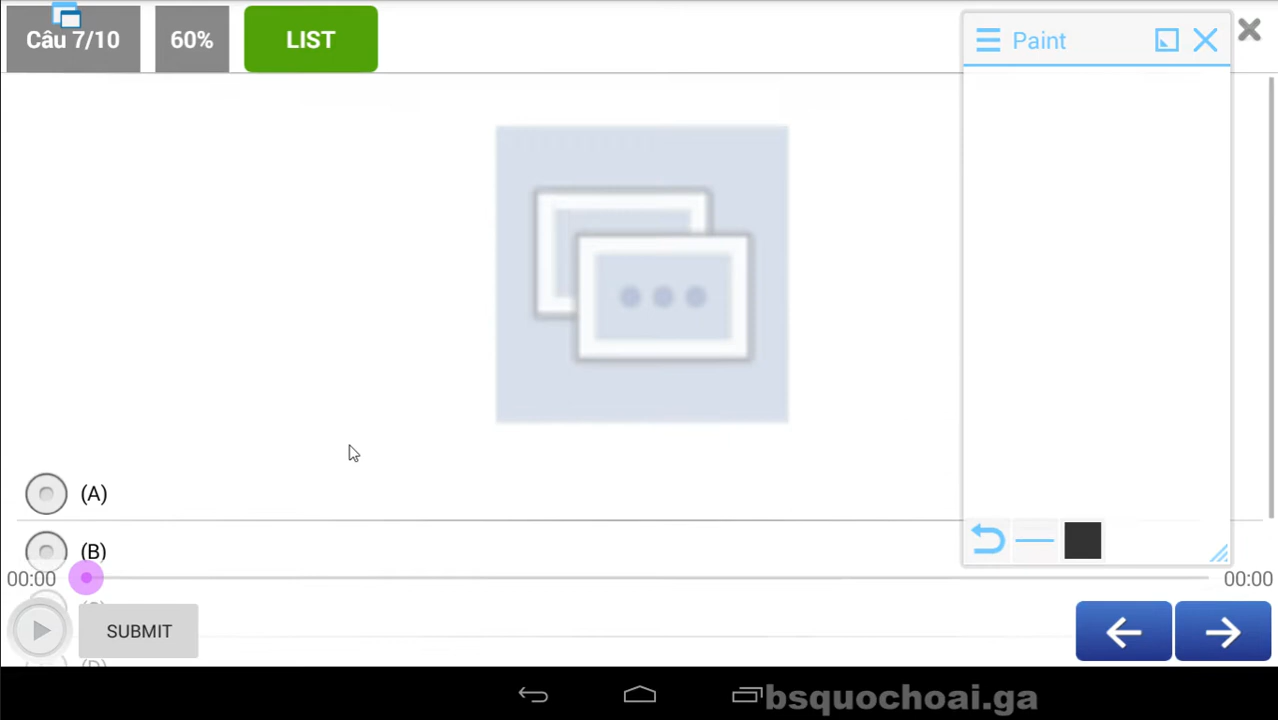 Câu 7/10 60% LIST
Paint
(A)
(B)
00:00 00:00
(C)
SUBMIT
(D)
bsquochoai.ga